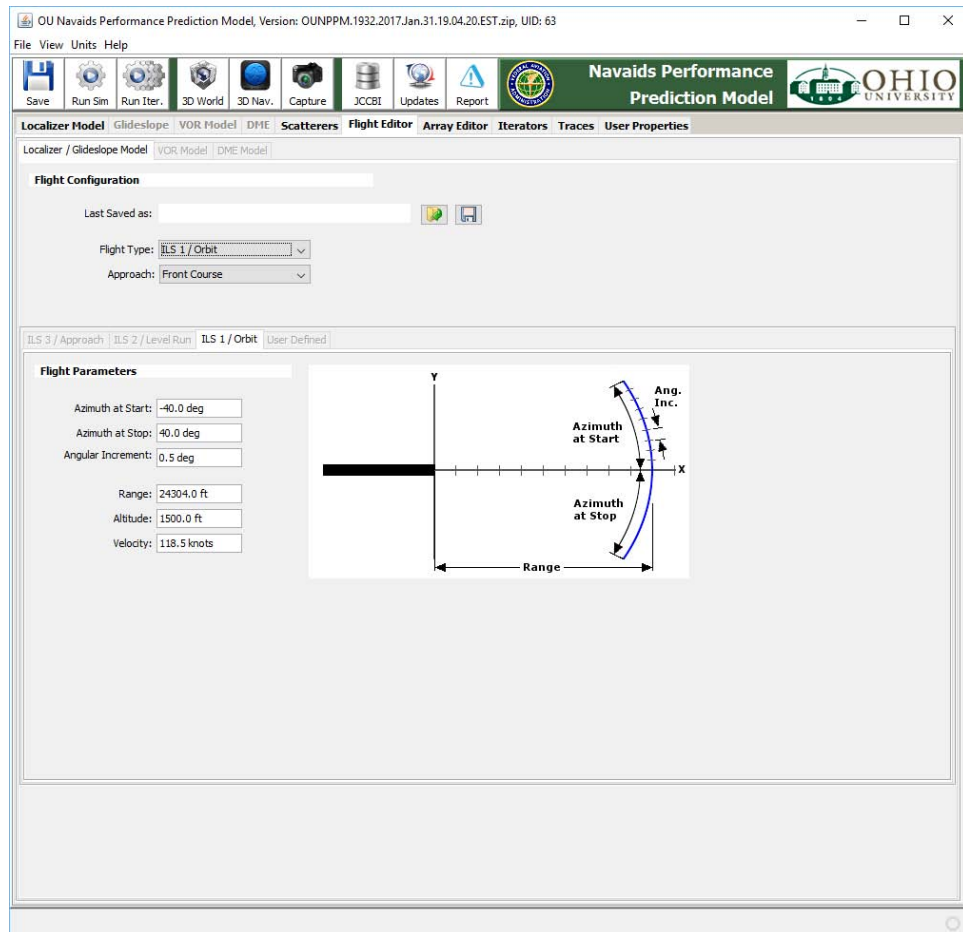 OU Navaids Performance Prediction Model, Version: OUNPPM.1932.2017.Jan.31.19.04.20.EST.zip, UID: 63
File View Units Help
Save Run Sim Run Iter. 3D World 3D Nav. Capture JCCBI Updates Report
FEDERAL AVIATION ADMINISTRATION
Navaids Performance
Prediction Model
OHIO
UNIVERSITY
1804
Localizer Model Glideslope VOR Model DME Scatterers Flight Editor Array Editor Iterators Traces User Properties
Localizer / Glideslope Model VOR Model DME Model
Flight Configuration
Last Saved as:
Flight Type: ILS 1 / Orbit
Approach: Front Course
ILS 3 / Approach ILS 2 / Level Run ILS 1 / Orbit User Defined
Flight Parameters
Azimuth at Start: -40.0 deg
Azimuth at Stop: 40.0 deg
Angular Increment: 0.5 deg
Range: 24304.0 ft
Altitude: 1500.0 ft
Velocity: 118.5 knots
Y
Ang.
Inc.
Azimuth
at Start
X
Azimuth
at Stop
Range